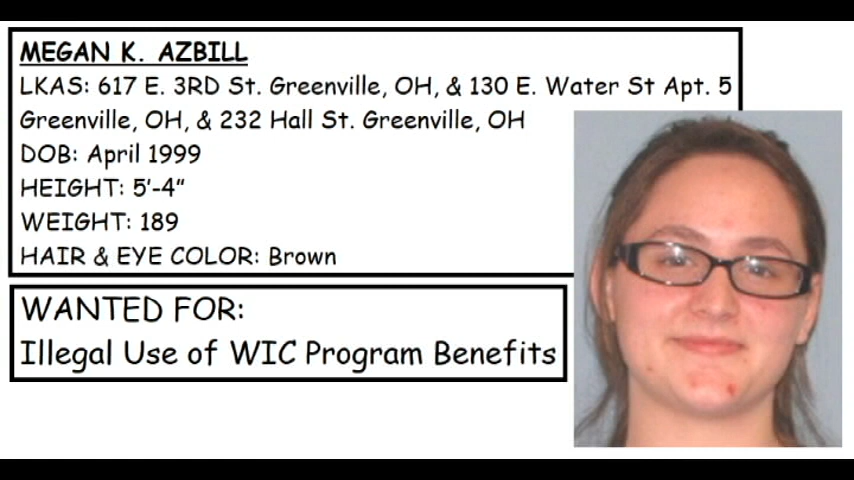 MEGAN K. AZBILL
LKAS: 617 E. 3RD St. Greenville, OH, & 130 E. Water St Apt. 5
Greenville, OH, & 232 Hall St. Greenville, OH
DOB: April 1999
HEIGHT: 5'-4"
WEIGHT: 189
HAIR & EYE COLOR: Brown
WANTED FOR:
Illegal Use of WIC Program Benefits